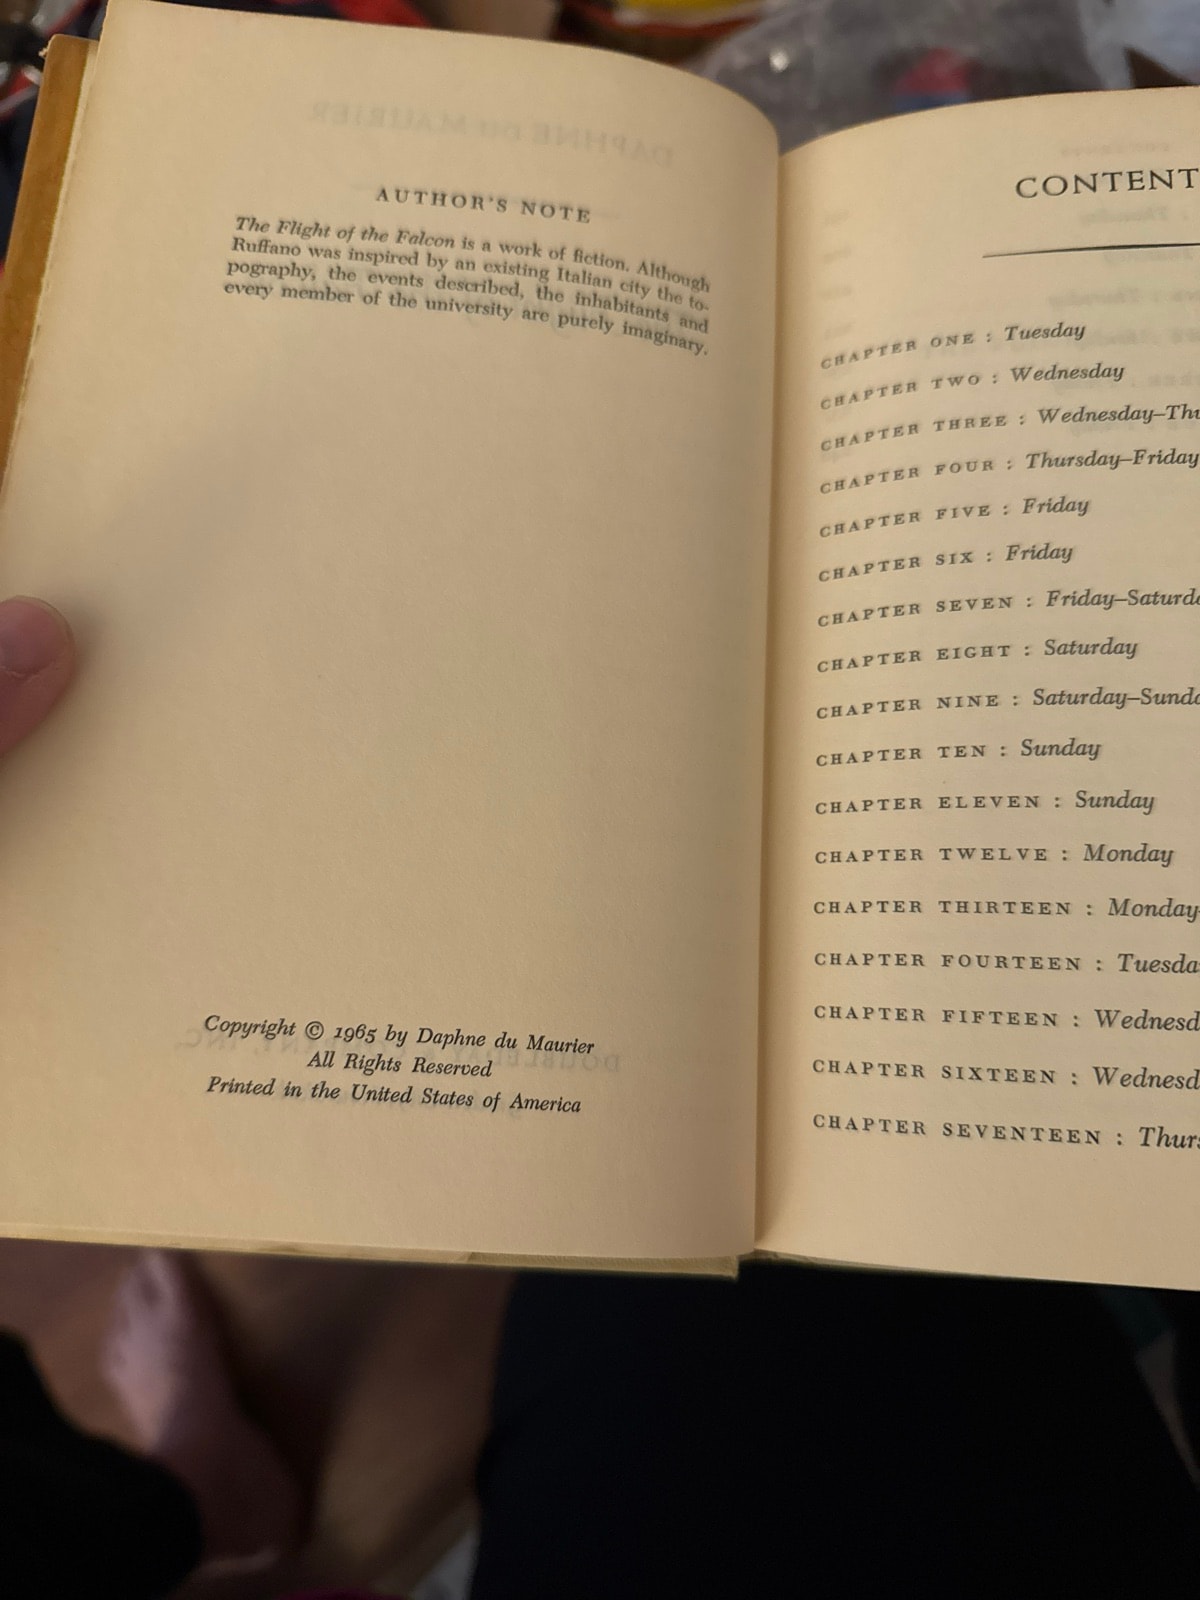 AUTHOR'S NOTE
The Flight of the Falcon is a work of fiction. Although
Ruffano was inspired by an existing Italian city the to-
pography, the events described, the inhabitants and
every member of the university are purely imaginary.
Copyright © 1965 by Daphne du Maurier
All Rights Reserved
Printed in the United States of America
CONTENT
CHAPTER ONE : Tuesday
CHAPTER TWO : Wednesday
CHAPTER THREE : Wednesday–Thu
CHAPTER FOUR : Thursday–Friday
CHAPTER FIVE : Friday
CHAPTER SIX : Friday
CHAPTER SEVEN : Friday–Saturda
CHAPTER EIGHT : Saturday
CHAPTER NINE : Saturday–Sunda
CHAPTER TEN : Sunday
CHAPTER ELEVEN : Sunday
CHAPTER TWELVE : Monday
CHAPTER THIRTEEN : Monday–
CHAPTER FOURTEEN : Tuesda
CHAPTER FIFTEEN : Wednesd
CHAPTER SIXTEEN : Wednesd
CHAPTER SEVENTEEN : Thurs